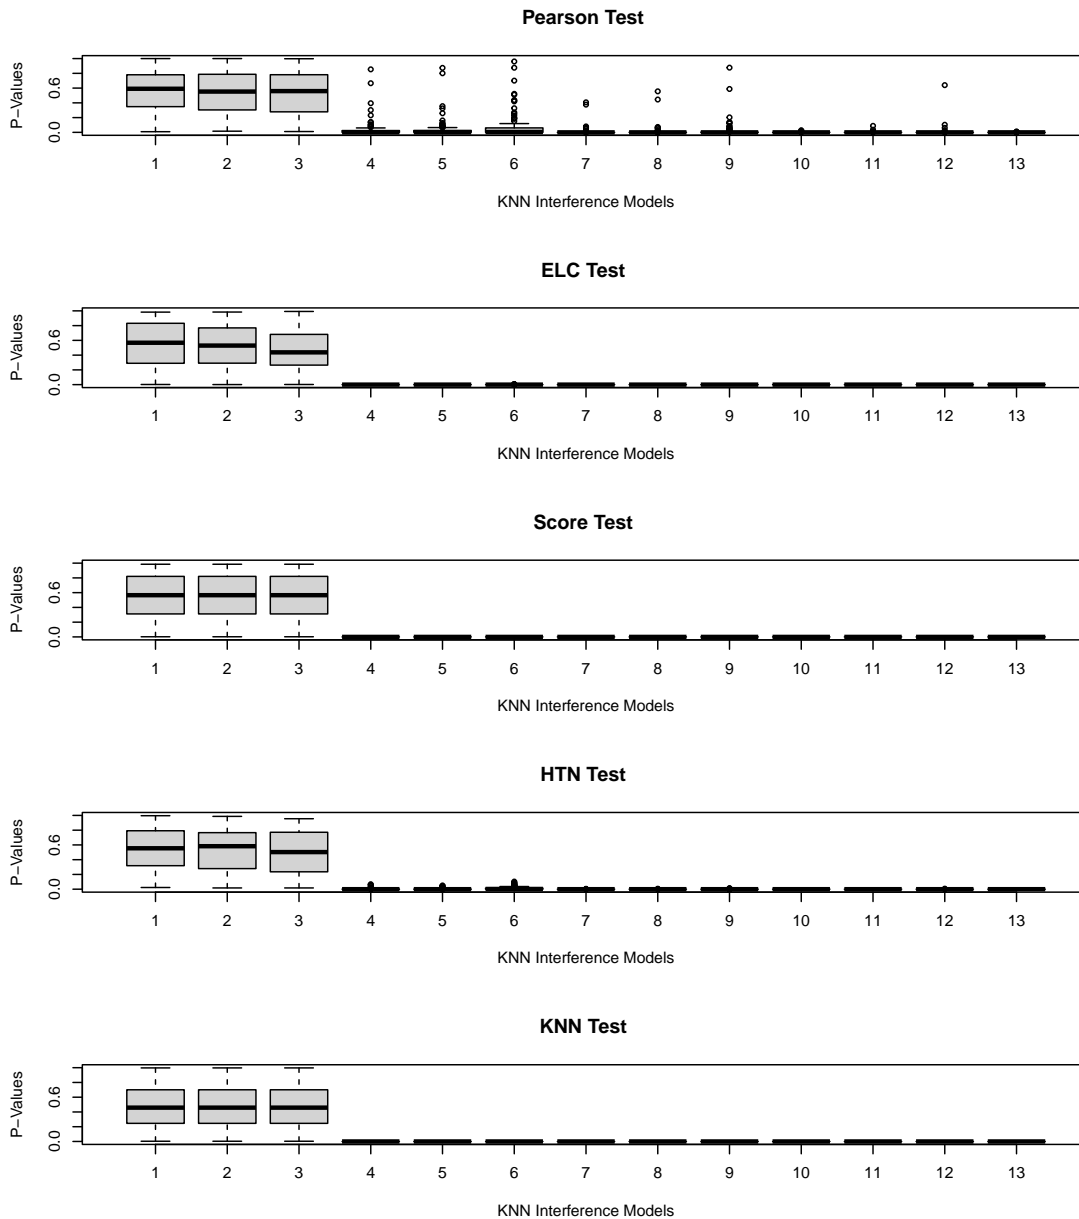 Pearson Test
P−Values
0.6
0.0
1 2 3 4 5 6 7 8 9 10 11 12 13
KNN Interference Models
ELC Test
P−Values
0.6
0.0
1 2 3 4 5 6 7 8 9 10 11 12 13
KNN Interference Models
Score Test
P−Values
0.6
0.0
1 2 3 4 5 6 7 8 9 10 11 12 13
KNN Interference Models
HTN Test
P−Values
0.6
0.0
1 2 3 4 5 6 7 8 9 10 11 12 13
KNN Interference Models
KNN Test
P−Values
0.6
0.0
1 2 3 4 5 6 7 8 9 10 11 12 13
KNN Interference Models